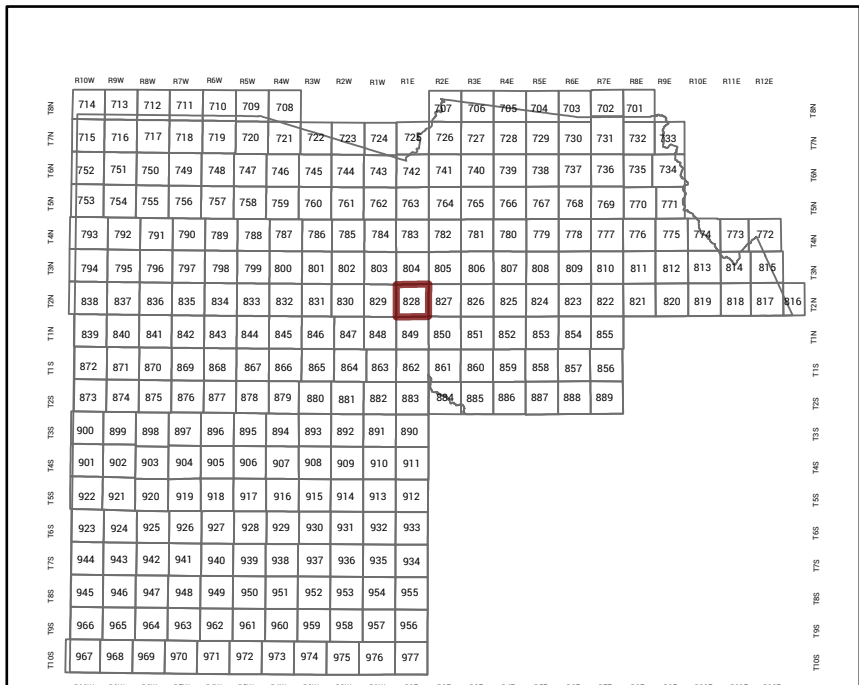 R10W R9W R8W R7W R6W R5W R4W R3W R2W R1W R1E R2E R3E R4E R5E R6E R7E R8E R9E R10E R11E R12E
T8N 714 713 712 711 710 709 708 707 706 705 704 703 702 701 T8N
T7N 715 716 717 718 719 720 721 722 723 724 725 726 727 728 729 730 731 732 733 T7N
T6N 752 751 750 749 748 747 746 745 744 743 742 741 740 739 738 737 736 735 734 T6N
T5N 753 754 755 756 757 758 759 760 761 762 763 764 765 766 767 768 769 770 771 T5N
T4N 793 792 791 790 789 788 787 786 785 784 783 782 781 780 779 778 777 776 775 774 773 772 T4N
T3N 794 795 796 797 798 799 800 801 802 803 804 805 806 807 808 809 810 811 812 813 814 815 T3N
T2N 838 837 836 835 834 833 832 831 830 829 828 827 826 825 824 823 822 821 820 819 818 817 816 T2N
T1N 839 840 841 842 843 844 845 846 847 848 849 850 851 852 853 854 855 T1N
T1S 872 871 870 869 868 867 866 865 864 863 862 861 860 859 858 857 856 T1S
T2S 873 874 875 876 877 878 879 880 881 882 883 884 885 886 887 888 889 T2S
T3S 900 899 898 897 896 895 894 893 892 891 890 T3S
T4S 901 902 903 904 905 906 907 908 909 910 911 T4S
T5S 922 921 920 919 918 917 916 915 914 913 912 T5S
T6S 923 924 925 926 927 928 929 930 931 932 933 T6S
T7S 944 943 942 941 940 939 938 937 936 935 934 T7S
T8S 945 946 947 948 949 950 951 952 953 954 955 T8S
T9S 966 965 964 963 962 961 960 959 958 957 956 T9S
T10S 967 968 969 970 971 972 973 974 975 976 977 T10S